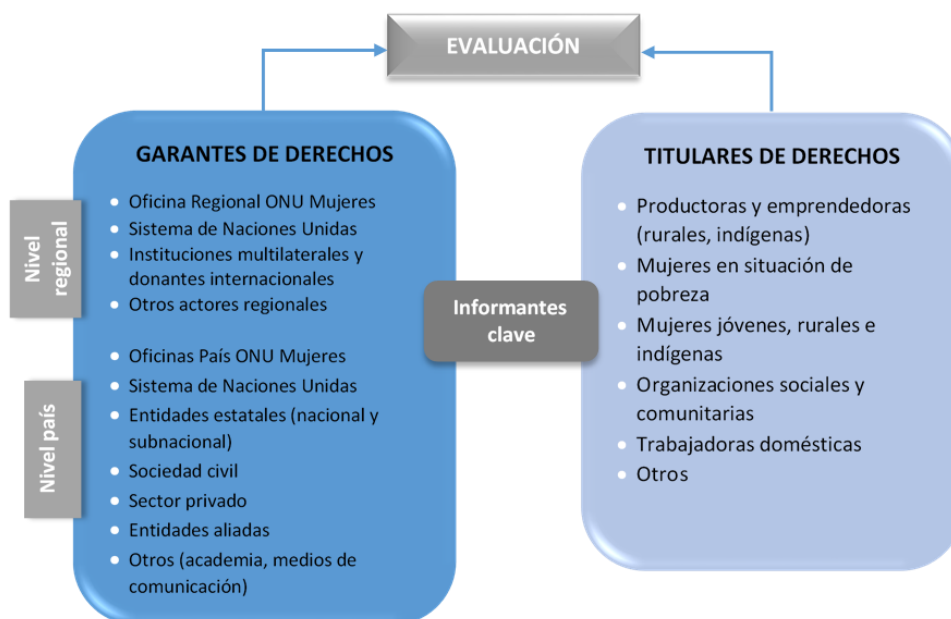 EVALUACIÓN
GARANTES DE DERECHOS
Nivel
regional
• Oficina Regional ONU Mujeres
• Sistema de Naciones Unidas
• Instituciones multilaterales y
donantes internacionales
• Otros actores regionales
Nivel país
• Oficinas País ONU Mujeres
• Sistema de Naciones Unidas
• Entidades estatales (nacional y
subnacional)
• Sociedad civil
• Sector privado
• Entidades aliadas
• Otros (academia, medios de
comunicación)
Informantes
clave
TITULARES DE DERECHOS
• Productoras y emprendedoras
(rurales, indígenas)
• Mujeres en situación de
pobreza
• Mujeres jóvenes, rurales e
indígenas
• Organizaciones sociales y
comunitarias
• Trabajadoras domésticas
• Otros